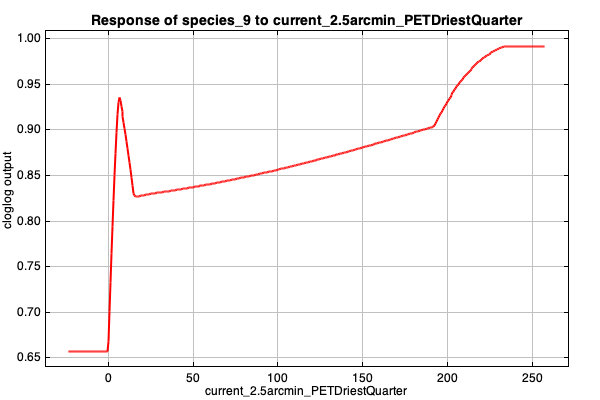 Response of species_9 to current_2.5arcmin_PETDriestQuarter
1.00
0.95
0.90
0.85
0.80
0.75
0.70
0.65
cloglog output
0 50 100 150 200 250
current_2.5arcmin_PETDriestQuarter